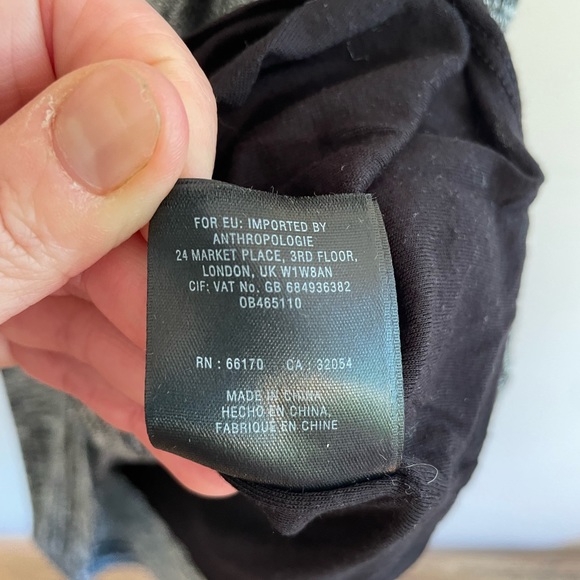 FOR EU: IMPORTED BY
ANTHROPOLOGIE
24 MARKET PLACE, 3RD FLOOR,
LONDON, UK W1W8AN
CIF: VAT No. GB 684936382
OB465110
RN : 66170 CA : 32054
MADE IN CHINA
HECHO EN CHINA,
FABRIQUE EN CHINE